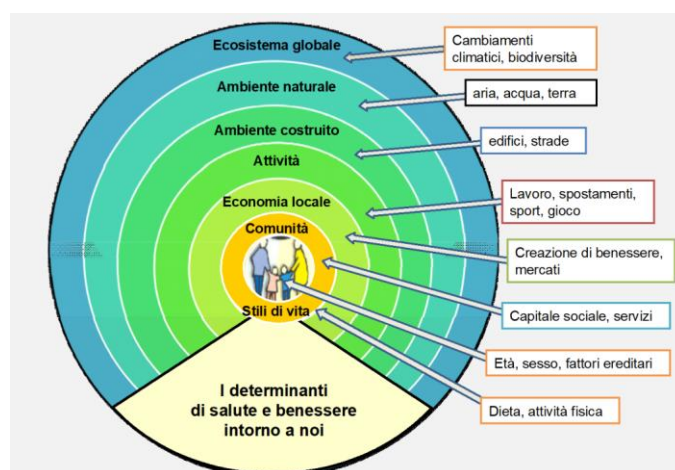 Ecosistema globale
Ambiente naturale
Ambiente costruito
Attività
Economia locale
Comunità
Stili di vita
I determinanti
di salute e benessere
intorno a noi
Cambiamenti
climatici, biodiversità
aria, acqua, terra
edifici, strade
Lavoro, spostamenti,
sport, gioco
Creazione di benessere,
mercati
Capitale sociale, servizi
Età, sesso, fattori ereditari
Dieta, attività fisica